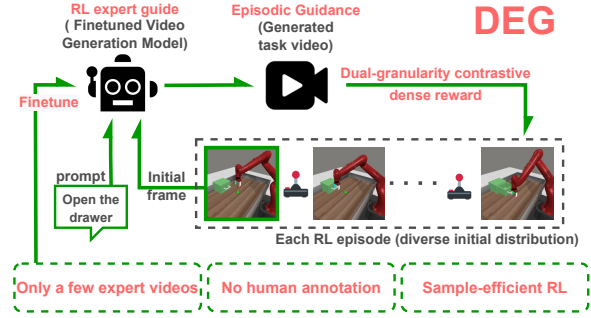 RL expert guide
( Finetuned Video
Generation Model)
Episodic Guidance
(Generated
task video)
DEG
Finetune
Dual-granularity contrastive
dense reward
prompt
Open the
drawer
Initial
frame
Each RL episode (diverse initial distribution)
Only a few expert videos
No human annotation
Sample-efficient RL